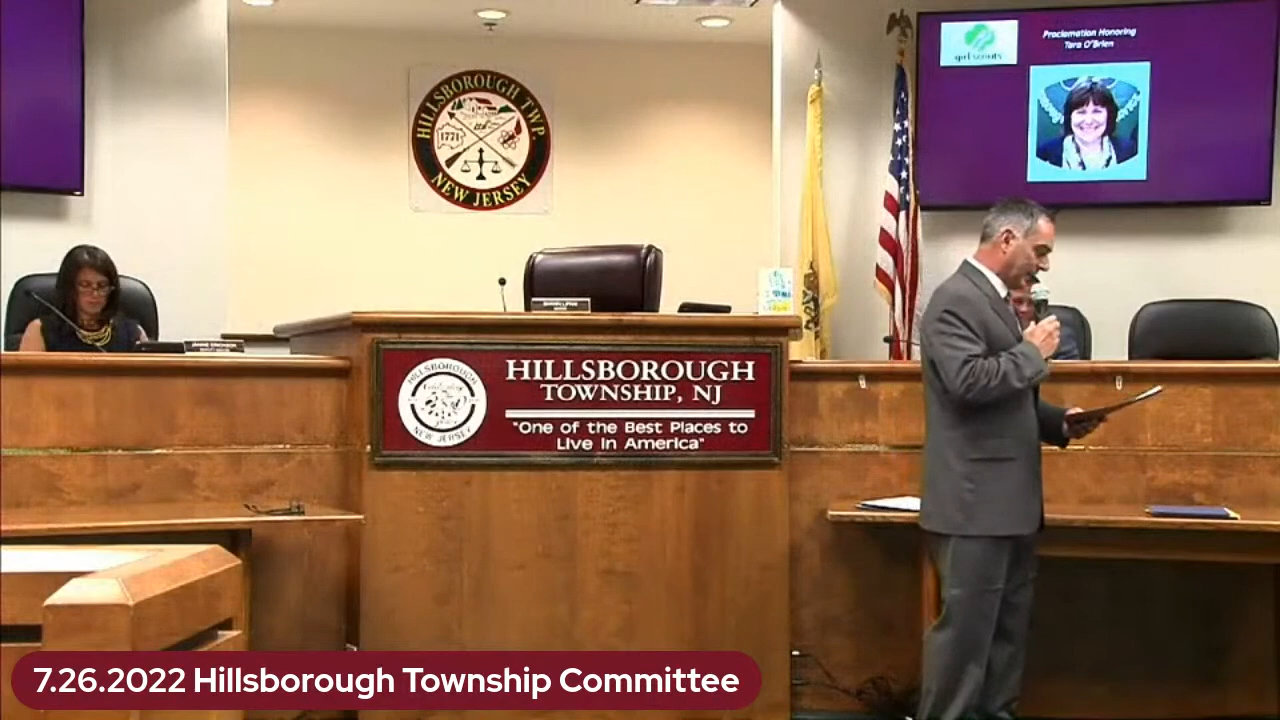 girl scouts
Proclamation Honoring
Tara O'Brien
HILLSBOROUGH TWP.
1771
NEW JERSEY
HILLSBOROUGH
NEW JERSEY
HILLSBOROUGH
TOWNSHIP, NJ
"One of the Best Places to
Live in America"
7.26.2022 Hillsborough Township Committee